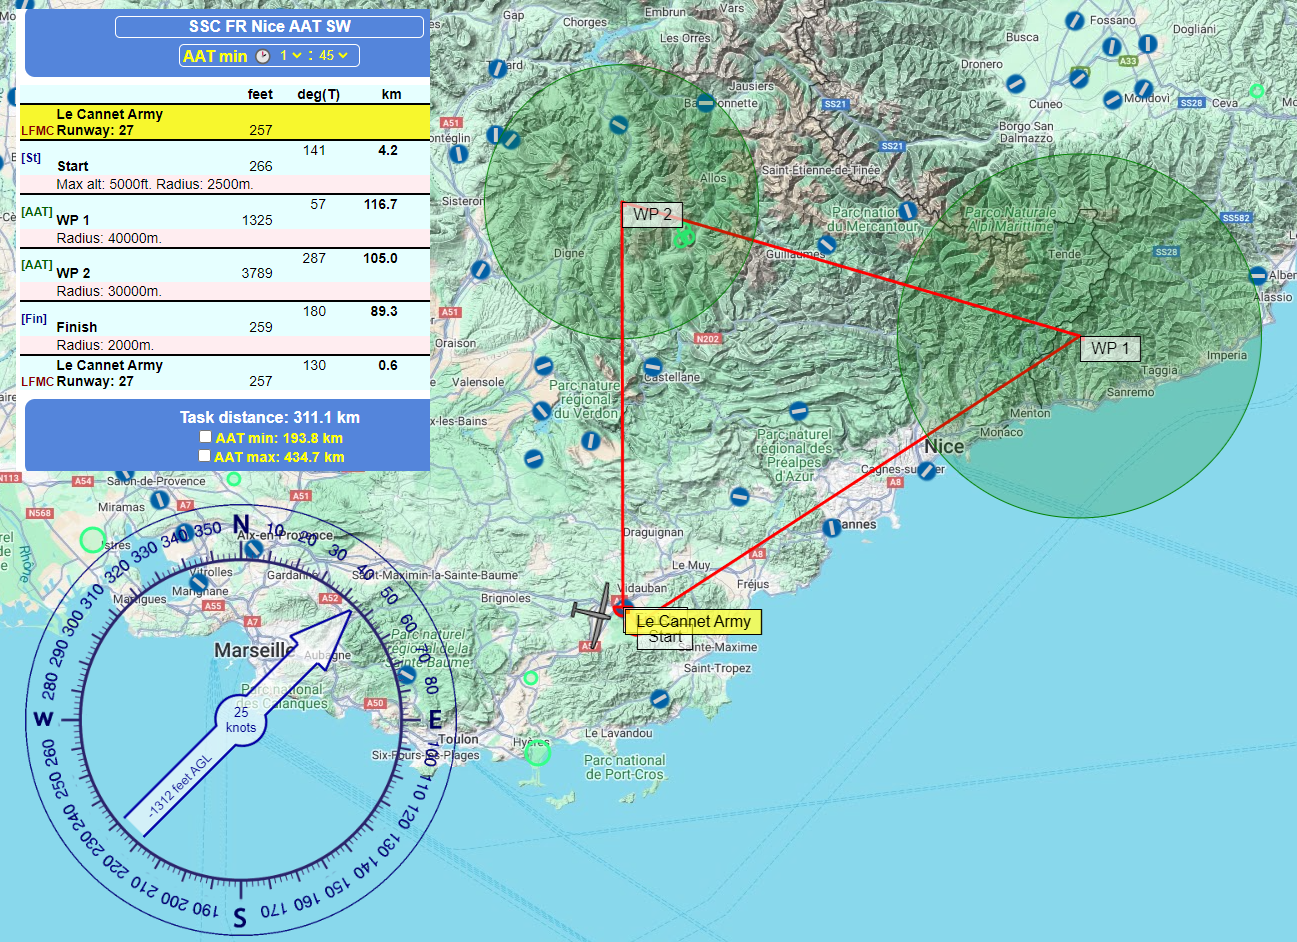 SSC FR Nice AAT SW
AAT min 1 : 45
feet deg(T) km
Le Cannet Army
LFMC Runway: 27 257
141 4.2
[St]
Start 266
Max alt: 5000ft. Radius: 2500m.
57 116.7
[AAT]
WP 1 1325
Radius: 40000m.
287 105.0
[AAT]
WP 2 3789
Radius: 30000m.
180 89.3
[Fin]
Finish 259
Radius: 2000m.
Le Cannet Army 130 0.6
LFMC Runway: 27 257
Task distance: 311.1 km
AAT min: 193.8 km
AAT max: 434.7 km
Gap
Embrun
Vars
Chorges
Les Orres
Jausiers
SS21
SS21
A51
Allos
Saint-Étienne-de-Tinée
Sisteron
Digne
WP 2
Guillaumes
Parc national
du Mercantour
Parco Naturale
Alpi Marittime
Tende
SS28
SS582
Alassio
Fossano
Busca
Dogliani
Dronero
A33
Cuneo
Mondovì
SS28
Ceva
Borgo San
Dalmazzo
WP 1
Imperia
Taggia
Sanremo
Menton
Monaco
Nice
A8
A51
Oraison
N202
Castellane
Valensole
Parc naturel
régional
du Verdon
Parc naturel
régional des
Préalpes
d'Azur
Draguignan
A8
Le Muy
Vidauban
Fréjus
Le Cannet Army
Start
Saint-Tropez
Le Lavandou
Parc national
de Port-Cros
Hyères
Toulon
Six-Fours-les-Plages
A50
Brignoles
Saint-Maximin-la-Sainte-Baume
Parc naturel
régional de la
Sainte-Baume
Aubagne
Marseille
Parc national
des Calanques
A52
A7
A55
Marignane
Vitrolles
Martigues
Gardanne
Aix-en-Provence
A51
A7
A54
N113
N568
Salon-de-Provence
Miramas
Rhône
N 10 20 30 40 50 60 70 80 E 100 110 120 130 140 150 160 170 S 190 200 210 220 230 240 250 260 W 280 290 300 310 320 330 340 350
25
knots
-1312 feet AGL